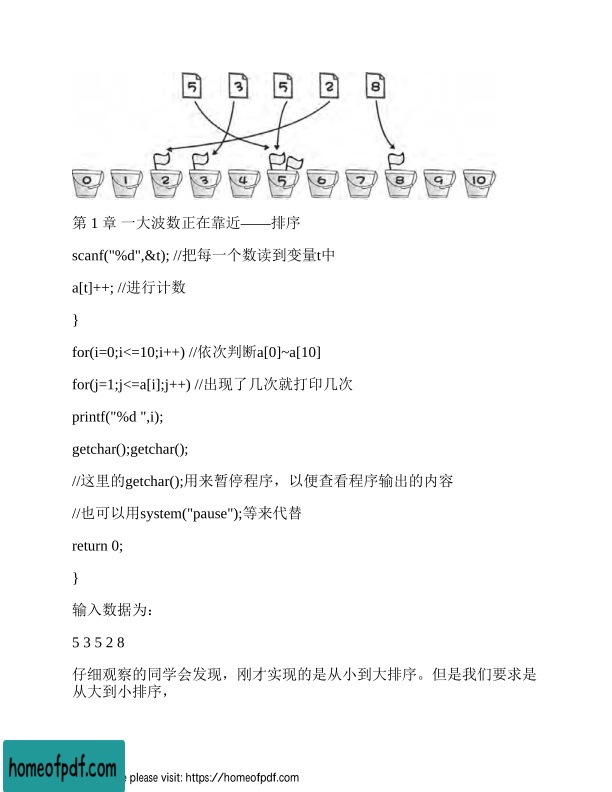 5 3 5 2 8
0 1 2 3 4 5 6 7 8 9 10
第 1 章 一大波数正在靠近——排序
scanf("%d",&t); //把每一个数读到变量t中
a[t]++; //进行计数
}
for(i=0;i<=10;i++) //依次判断a[0]~a[10]
for(j=1;j<=a[i];j++) //出现了几次就打印几次
printf("%d ",i);
getchar();getchar();
//这里的getchar();用来暂停程序，以便查看程序输出的内容
//也可以用system("pause");等来代替
return 0;
}
输入数据为：
5 3 5 2 8
仔细观察的同学会发现，刚才实现的是从小到大排序。但是我们要求是
从大到小排序，
homeofpdf.com
e please visit: https://homeofpdf.com